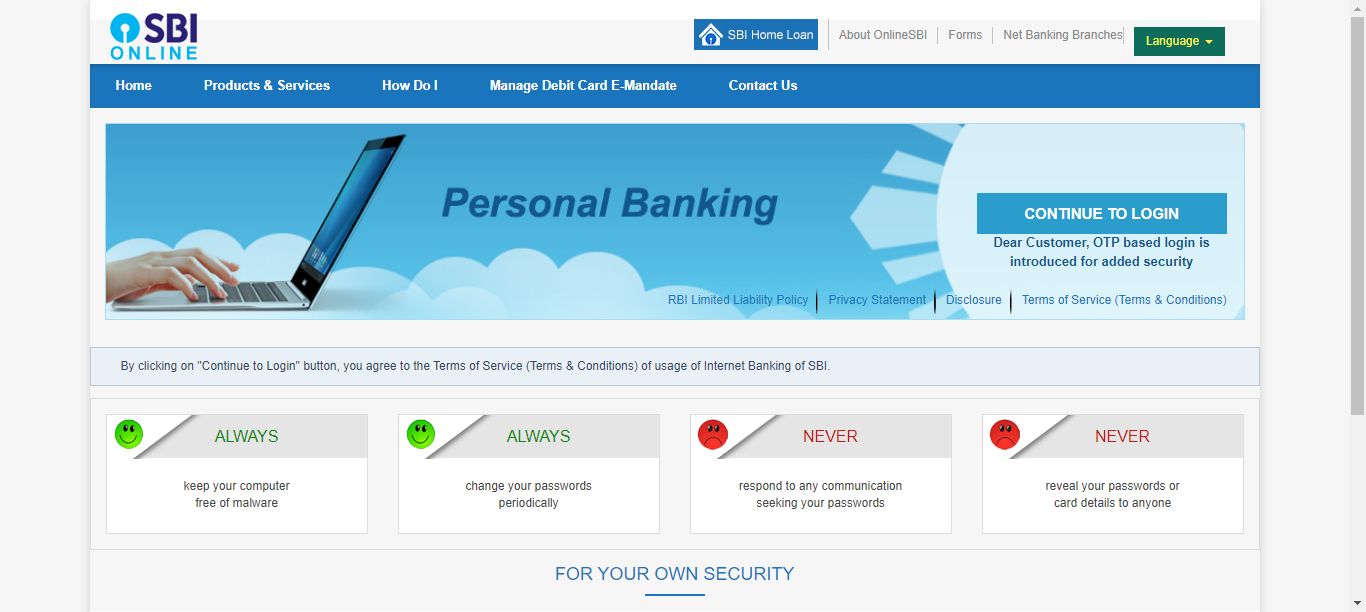 SBI
ONLINE
SBI Home Loan
About OnlineSBI
Forms
Net Banking Branches
Language
Home
Products & Services
How Do I
Manage Debit Card E-Mandate
Contact Us
Personal Banking
CONTINUE TO LOGIN
Dear Customer, OTP based login is
introduced for added security
RBI Limited Liability Policy
Privacy Statement
Disclosure
Terms of Service (Terms & Conditions)
By clicking on "Continue to Login" button, you agree to the Terms of Service (Terms & Conditions) of usage of Internet Banking of SBI.
ALWAYS
keep your computer
free of malware
ALWAYS
change your passwords
periodically
NEVER
respond to any communication
seeking your passwords
NEVER
reveal your passwords or
card details to anyone
FOR YOUR OWN SECURITY